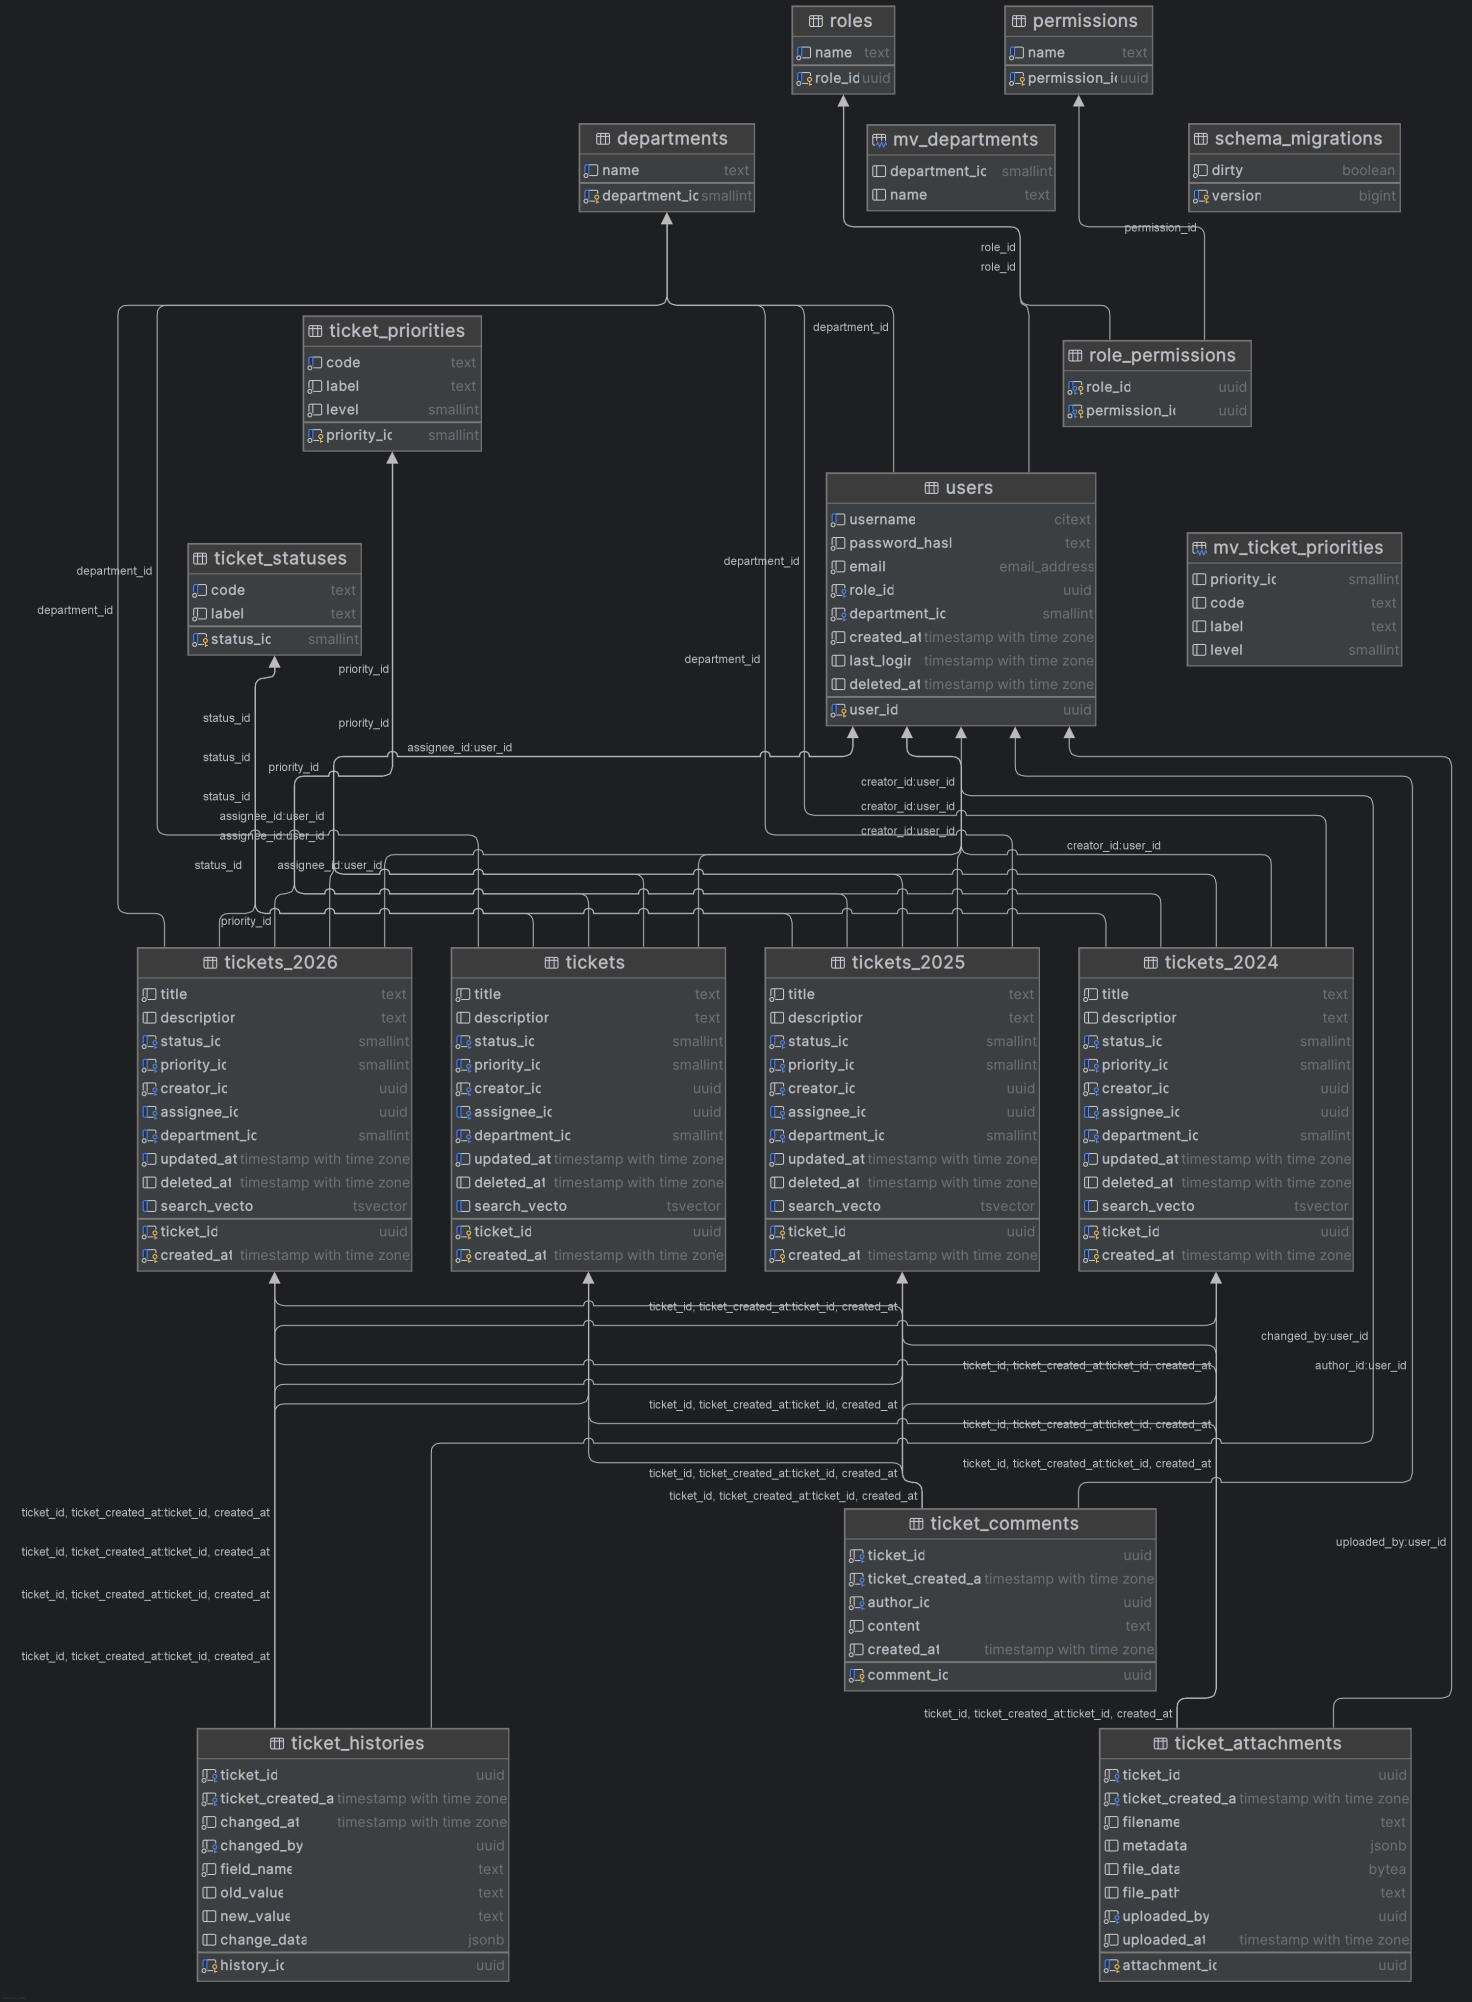 roles
name text
role_id uuid
permissions
name text
permission_ic uuid
departments
name text
department_ic smallint
mv_departments
department_ic smallint
name text
schema_migrations
dirty boolean
version bigint
permission_id
role_id
role_id
department_id
ticket_priorities
code text
label text
level smallint
priority_ic smallint
role_permissions
role_id uuid
permission_ic uuid
users
username citext
password_hasl text
email email_address
role_id uuid
department_ic smallint
created_at timestamp with time zone
last_logir timestamp with time zone
deleted_at timestamp with time zone
user_id uuid
ticket_statuses
code text
label text
status_ic smallint
mv_ticket_priorities
priority_ic smallint
code text
label text
level smallint
department_id
department_id
department_id
department_id
priority_id
status_id
priority_id
assignee_id:user_id
status_id
priority_id
creator_id:user_id
status_id
creator_id:user_id
assignee_id:user_id
creator_id:user_id
assignee_id:user_id
creator_id:user_id
status_id
assignee_id:user_id
priority_id
tickets_2026
title text
descriptior text
status_ic smallint
priority_ic smallint
creator_ic uuid
assignee_ic uuid
department_ic smallint
updated_at timestamp with time zone
deleted_at timestamp with time zone
search_vecto tsvector
ticket_id uuid
created_at timestamp with time zone
tickets
title text
descriptior text
status_ic smallint
priority_ic smallint
creator_ic uuid
assignee_ic uuid
department_ic smallint
updated_at timestamp with time zone
deleted_at timestamp with time zone
search_vecto tsvector
ticket_id uuid
created_at timestamp with time zone
tickets_2025
title text
descriptior text
status_ic smallint
priority_ic smallint
creator_ic uuid
assignee_ic uuid
department_ic smallint
updated_at timestamp with time zone
deleted_at timestamp with time zone
search_vecto tsvector
ticket_id uuid
created_at timestamp with time zone
tickets_2024
title text
descriptior text
status_ic smallint
priority_ic smallint
creator_ic uuid
assignee_ic uuid
department_ic smallint
updated_at timestamp with time zone
deleted_at timestamp with time zone
search_vecto tsvector
ticket_id uuid
created_at timestamp with time zone
ticket_id, ticket_created_at:ticket_id, created_at
changed_by:user_id
ticket_id, ticket_created_at:ticket_id, created_at
author_id:user_id
ticket_id, ticket_created_at:ticket_id, created_at
ticket_id, ticket_created_at:ticket_id, created_at
ticket_id, ticket_created_at:ticket_id, created_at
ticket_id, ticket_created_at:ticket_id, created_at
ticket_id, ticket_created_at:ticket_id, created_at
ticket_id, ticket_created_at:ticket_id, created_at
uploaded_by:user_id
ticket_id, ticket_created_at:ticket_id, created_at
ticket_id, ticket_created_at:ticket_id, created_at
ticket_id, ticket_created_at:ticket_id, created_at
ticket_comments
ticket_id uuid
ticket_created_a timestamp with time zone
author_ic uuid
content text
created_at timestamp with time zone
comment_ic uuid
ticket_id, ticket_created_at:ticket_id, created_at
ticket_histories
ticket_id uuid
ticket_created_a timestamp with time zone
changed_at timestamp with time zone
changed_by uuid
field_name text
old_value text
new_value text
change_data jsonb
history_ic uuid
ticket_attachments
ticket_id uuid
ticket_created_a timestamp with time zone
filename text
metadata jsonb
file_data bytea
file_path text
uploaded_by uuid
uploaded_at timestamp with time zone
attachment_ic uuid